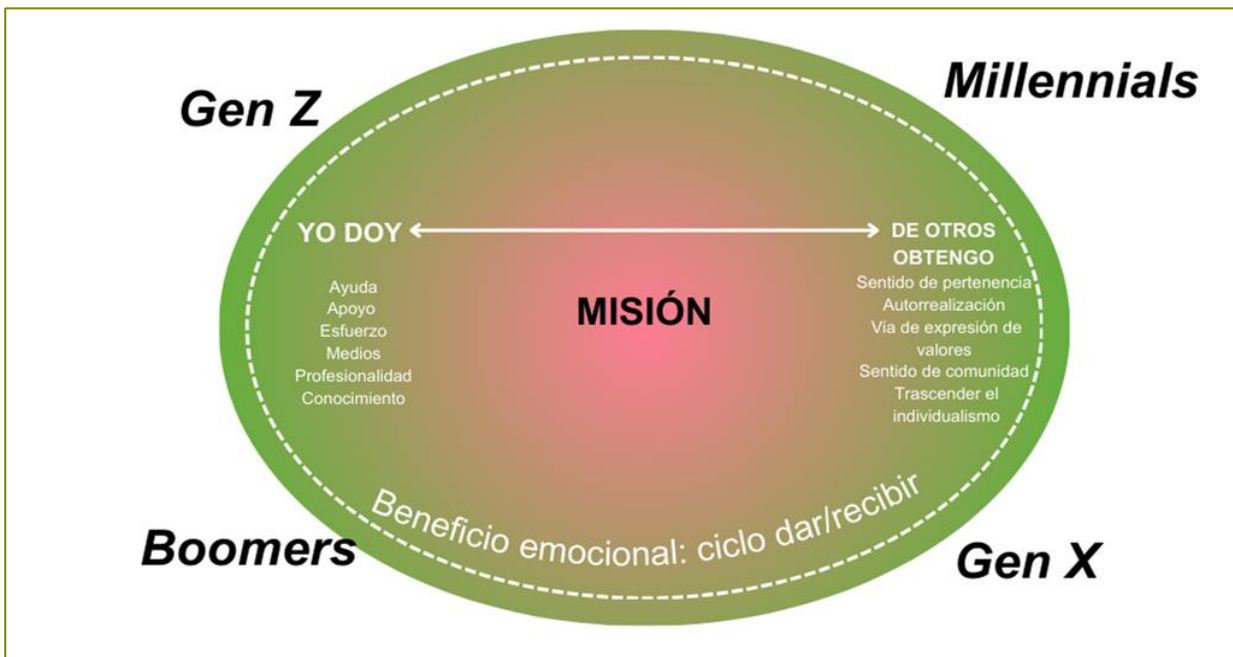 Gen Z
Millennials
YO DOY
Ayuda
Apoyo
Esfuerzo
Medios
Profesionalidad
Conocimiento
MISIÓN
DE OTROS
OBTENGO
Sentido de pertenencia
Autorrealización
Vía de expresión de
valores
Sentido de comunidad
Trascender el
individualismo
Beneficio emocional: ciclo dar/recibir
Boomers
Gen X